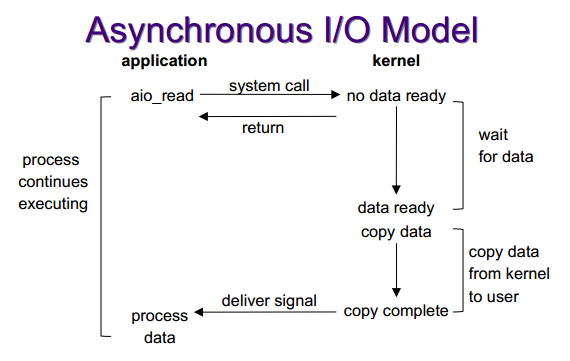 Asynchronous I/O Model
application
kernel
aio_read
system call
no data ready
return
wait
for data
process
continues
executing
data ready
copy data
copy data
from kernel
to user
deliver signal
copy complete
process
data